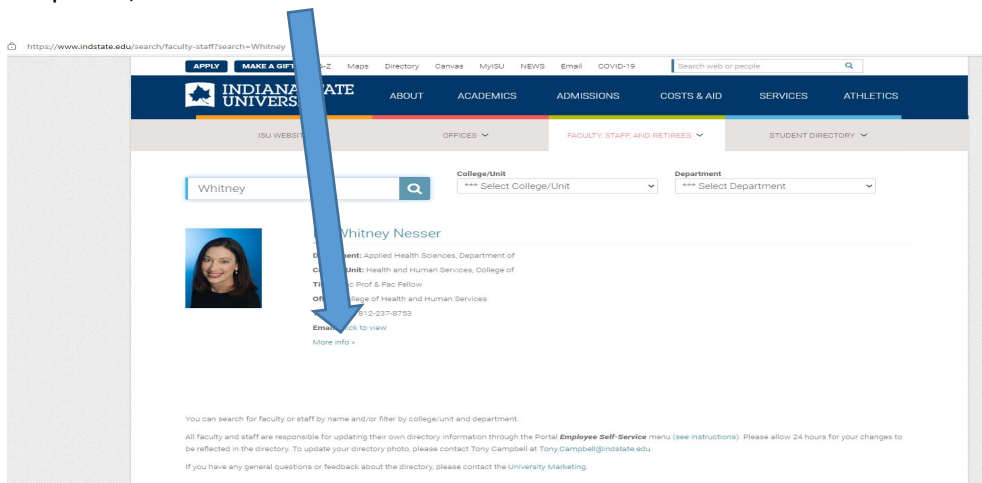 https://www.indstate.edu/search/faculty-staff?search=Whitney
APPLY MAKE A GIFT A-Z Maps Directory Canvas MyISU NEWS Email COVID-19 Search web or people
INDIANA STATE
UNIVERS
ABOUT ACADEMICS ADMISSIONS COSTS & AID SERVICES ATHLETICS
ISU WEBSIT OFFICES FACULTY, STAFF, AND RETIREES STUDENT DIRECTORY
College/Unit Department
Whitney *** Select College/Unit *** Select Department
Whitney Nesser
Applied Health Sciences, Department of
Unit: Health and Human Services, College of
Prof & Fac Fellow
College of Health and Human Services
812-237-8753
Email: Click to view
More Info »
You can search for faculty or staff by name and/or filter by college/unit and department.
All faculty and staff are responsible for updating their own directory information through the Portal Employee Self-Service menu (see instructions). Please allow 24 hours for your changes to
be reflected in the directory. To update your directory photo, please contact Tony Campbell at Tony.Campbell@indstate.edu.
If you have any general questions or feedback about the directory, please contact the University Marketing.